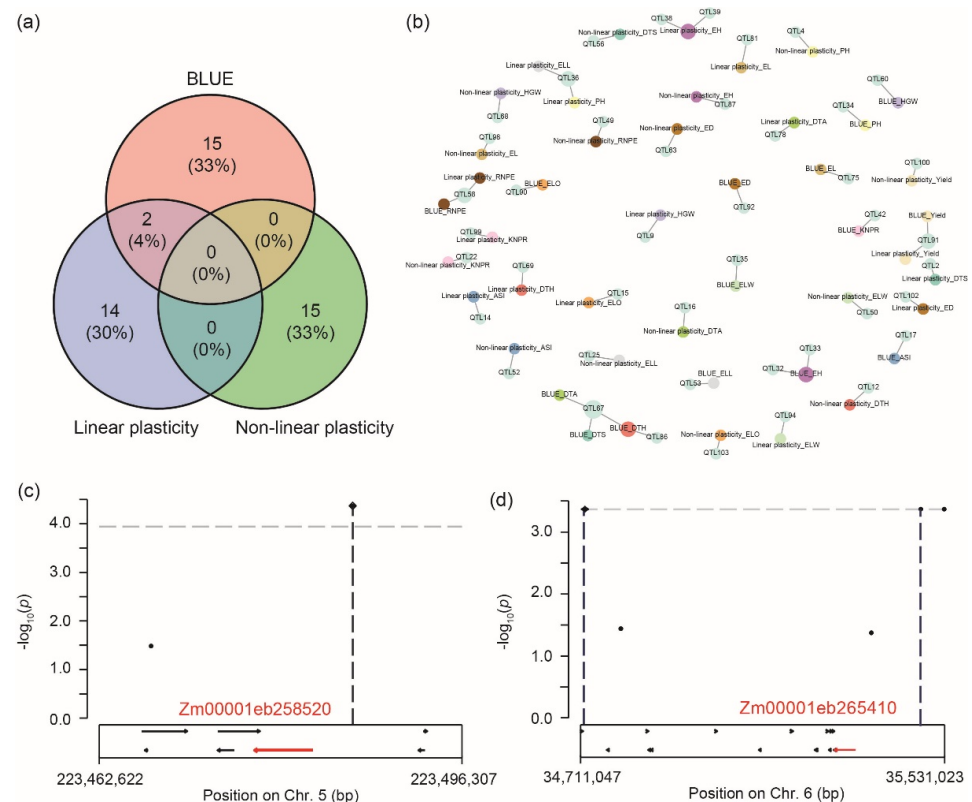 (a)
BLUE
15
(33%)
2
(4%)
0
(0%)
0
(0%)
14
(30%)
0
(0%)
15
(33%)
Linear plasticity
Non-linear plasticity
(b)
QTL38
QTL39
Linear plasticity_EH
Non-linear plasticity_DTS
QTL56
QTL61
Linear plasticity_EL
QTL4
Non-linear plasticity_PH
Linear plasticity_ELL
QTL36
Linear plasticity_PH
QTL60
BLUE_HGW
Non-linear plasticity_HGW
QTL68
Non-linear plasticity_EH
QTL87
QTL34
BLUE_PH
QTL49
Non-linear plasticity_RNPE
Non-linear plasticity_ED
QTL63
Linear plasticity_DTA
QTL78
QTL98
Non-linear plasticity_EL
Linear plasticity_RNPE
QTL58
BLUE_RNPE
BLUE_ELO
QTL90
BLUE_ED
QTL92
BLUE_EL
QTL75
QTL100
Non-linear plasticity_Yield
Linear plasticity_HGW
QTL9
QTL42
BLUE_KNPR
BLUE_Yield
QTL91
Linear plasticity_Yield
QTL2
Linear plasticity_DTS
QTL99
Linear plasticity_KNPR
QTL22
Non-linear plasticity_KNPR
QTL69
Linear plasticity_DTH
QTL35
BLUE_ELW
Linear plasticity_ASI
QTL14
QTL15
Linear plasticity_ELO
QTL16
Non-linear plasticity_DTA
Non-linear plasticity_ELW
QTL50
QTL102
Linear plasticity_ED
QTL17
BLUE_ASI
Non-linear plasticity_ASI
QTL52
QTL25
Non-linear plasticity_ELL
QTL33
QTL32
BLUE_EH
BLUE_ELL
QTL53
QTL12
Non-linear plasticity_DTH
BLUE_DTA
QTL67
BLUE_DTS
BLUE_DTH
QTL86
Non-linear plasticity_ELO
QTL103
QTL94
Linear plasticity_ELW
(c)
-log10(p)
4.0
3.0
2.0
1.0
0.0
Zm00001eb258520
223,462,622
223,496,307
Position on Chr. 5 (bp)
(d)
-log10(p)
3.6
2.7
1.8
0.9
0.0
Zm00001eb265410
34,711,047
35,531,023
Position on Chr. 6 (bp)